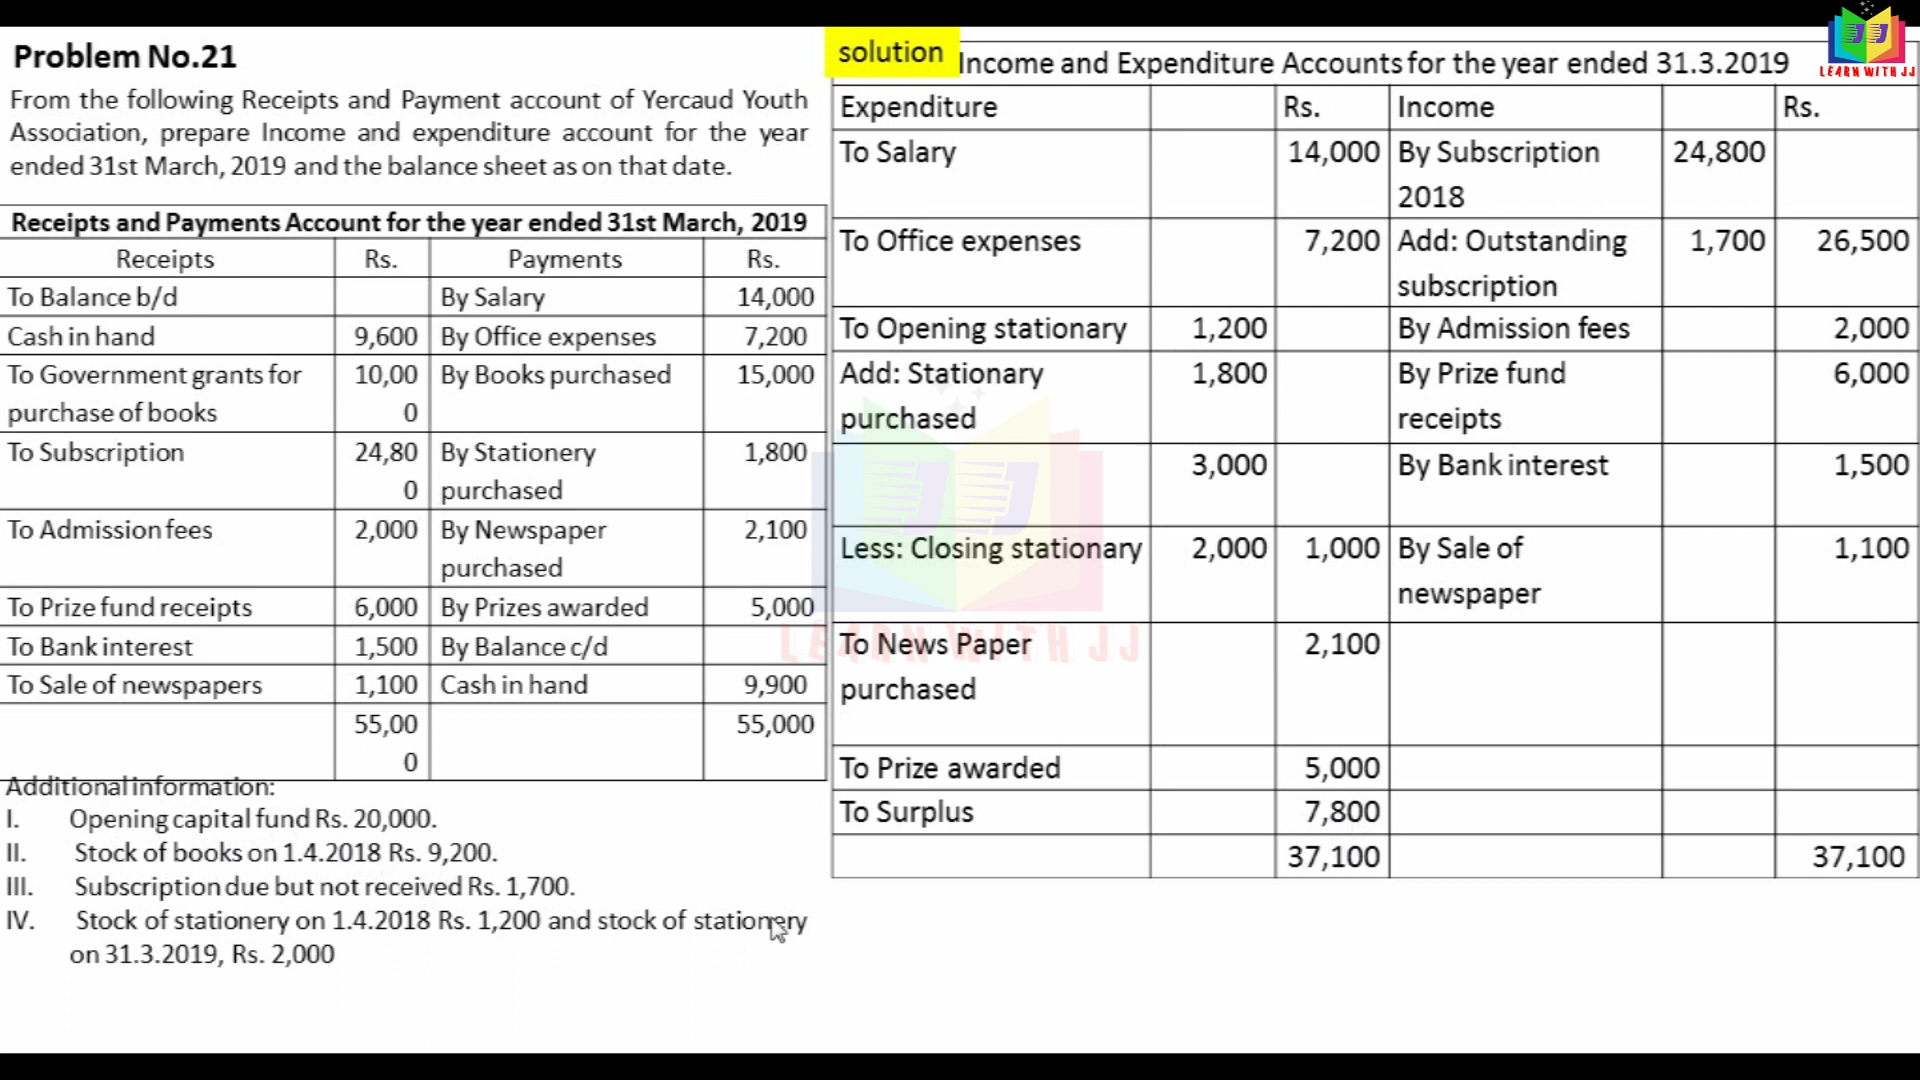 Problem No.21
From the following Receipts and Payment account of Yercaud Youth
Association, prepare Income and expenditure account for the year
ended 31st March, 2019 and the balance sheet as on that date.
Receipts and Payments Account for the year ended 31st March, 2019
Receipts Rs. Payments Rs.
To Balance b/d By Salary 14,000
Cash in hand 9,600 By Office expenses 7,200
To Government grants for 10,00 By Books purchased 15,000
purchase of books 0
To Subscription 24,80 By Stationery 1,800
0 purchased
To Admission fees 2,000 By Newspaper 2,100
purchased
To Prize fund receipts 6,000 By Prizes awarded 5,000
To Bank interest 1,500 By Balance c/d
To Sale of newspapers 1,100 Cash in hand 9,900
55,00 55,000
0
Additional information:
I. Opening capital fund Rs. 20,000.
II. Stock of books on 1.4.2018 Rs. 9,200.
III. Subscription due but not received Rs. 1,700.
IV. Stock of stationery on 1.4.2018 Rs. 1,200 and stock of stationery
on 31.3.2019, Rs. 2,000
solution
Income and Expenditure Accounts for the year ended 31.3.2019
Expenditure Rs. Income Rs.
To Salary 14,000 By Subscription 24,800
2018
To Office expenses 7,200 Add: Outstanding 1,700 26,500
subscription
To Opening stationary 1,200 By Admission fees 2,000
Add: Stationary 1,800 By Prize fund 6,000
purchased receipts
3,000 By Bank interest 1,500
Less: Closing stationary 2,000 1,000 By Sale of 1,100
newspaper
To News Paper 2,100
purchased
To Prize awarded 5,000
To Surplus 7,800
37,100 37,100
JJ
LEARN WITH JJ
JJ
LEARN WITH JJ